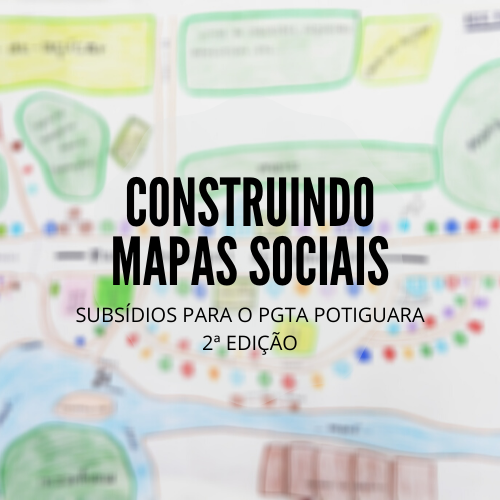 CONSTRUINDO
MAPAS SOCIAIS
SUBSÍDIOS PARA O PGTA POTIGUARA
2ª EDIÇÃO